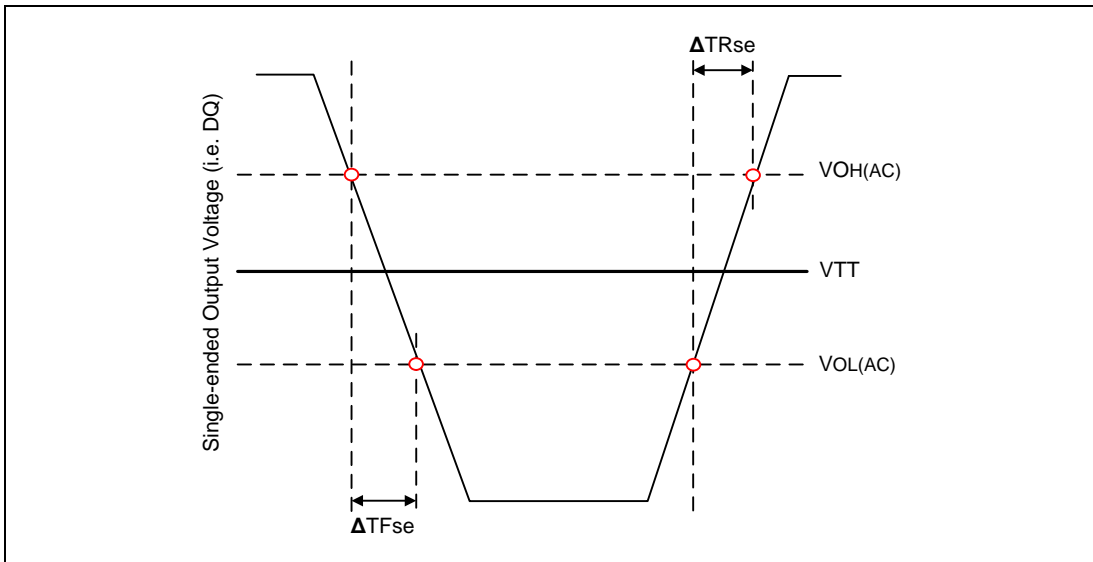 ΔTRse
Single-ended Output Voltage (i.e. DQ)
VOH(AC)
VTT
VOL(AC)
ΔTFse